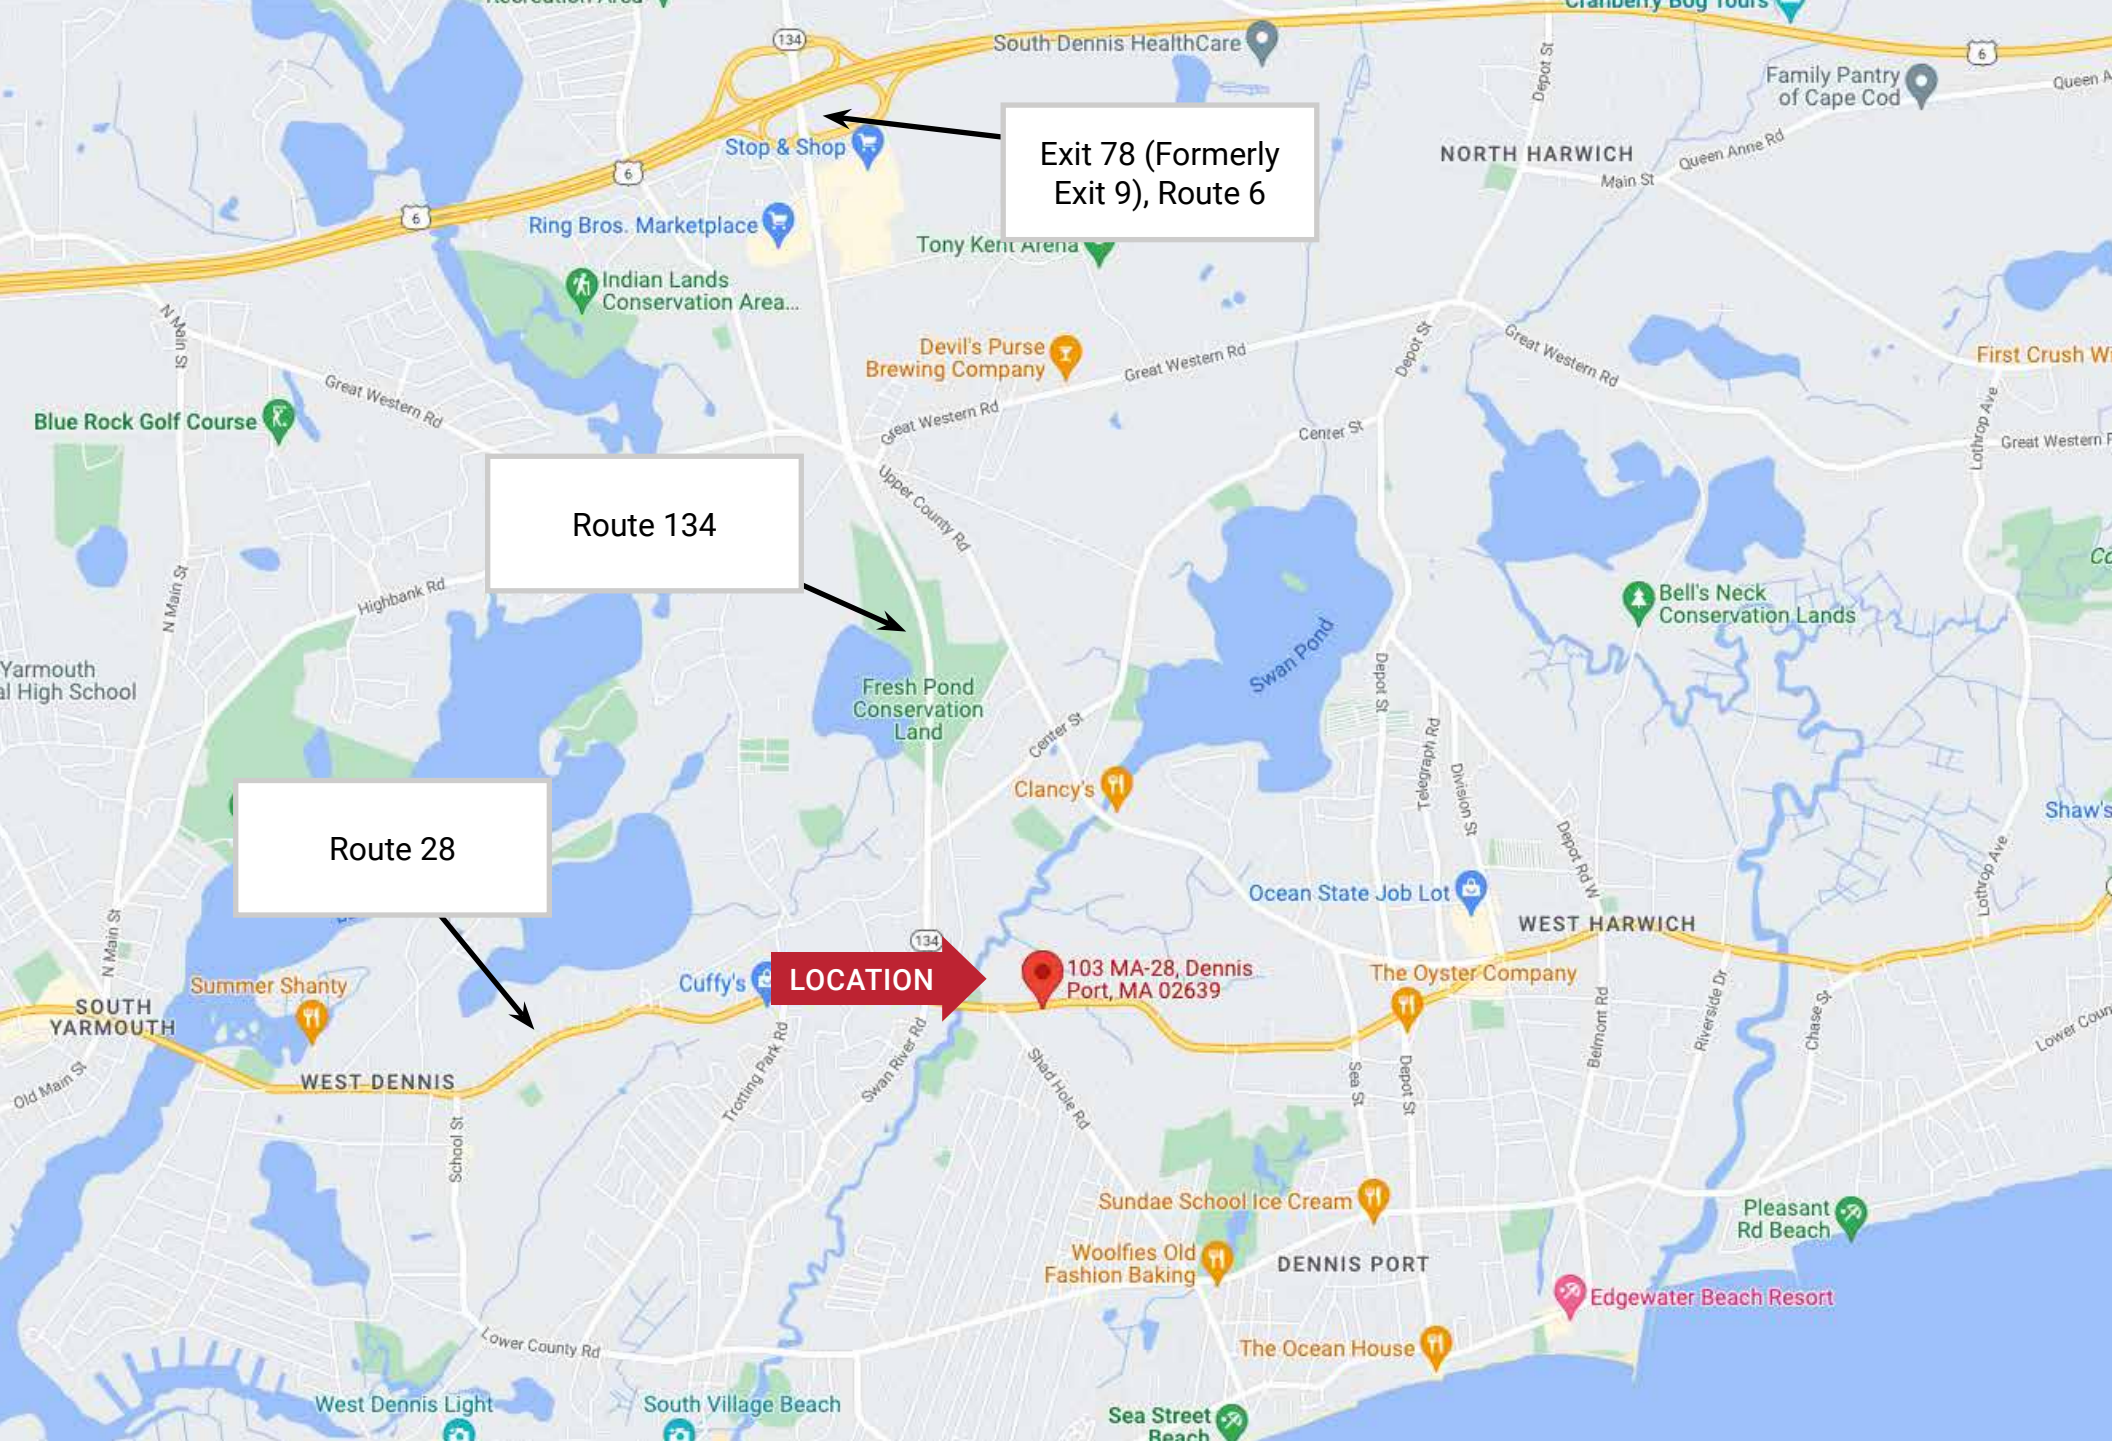 Recreation Area
Cranberry Bog Tours
134
South Dennis HealthCare
6
Depot St
Family Pantry
of Cape Cod
Queen A
Exit 78 (Formerly
Exit 9), Route 6
Stop & Shop
NORTH HARWICH
Queen Anne Rd
Main St
6
6
Ring Bros. Marketplace
Tony Kent Arena
Indian Lands
Conservation Area...
N Main St
Devil's Purse
Brewing Company
Great Western Rd
Depot St
Great Western Rd
First Crush Wi
Great Western Rd
Great Western Rd
Lothrop Ave
Blue Rock Golf Course
Center St
Great Western R
Upper County Rd
Route 134
N Main St
Highbank Rd
Bell's Neck
Conservation Lands
Co
Swan Pond
Yarmouth
al High School
Depot St
Fresh Pond
Conservation
Land
Center St
Telegraph Rd
Division St
Clancy's
Shaw's
Route 28
Depot Rd W
Lothrop Ave
Ocean State Job Lot
WEST HARWICH
N Main St
134
LOCATION
103 MA-28, Dennis
Port, MA 02639
Cuffy's
The Oyster Company
Summer Shanty
SOUTH
YARMOUTH
Riverside Dr
Chase St
Belmont Rd
Lower Coun
Old Main St
WEST DENNIS
Trotting Park Rd
Swan River Rd
Shad Hole Rd
Sea St
Depot St
School St
Sundae School Ice Cream
Pleasant
Rd Beach
Woolfies Old
Fashion Baking
DENNIS PORT
Edgewater Beach Resort
Lower County Rd
The Ocean House
West Dennis Light
South Village Beach
Sea Street
Beach